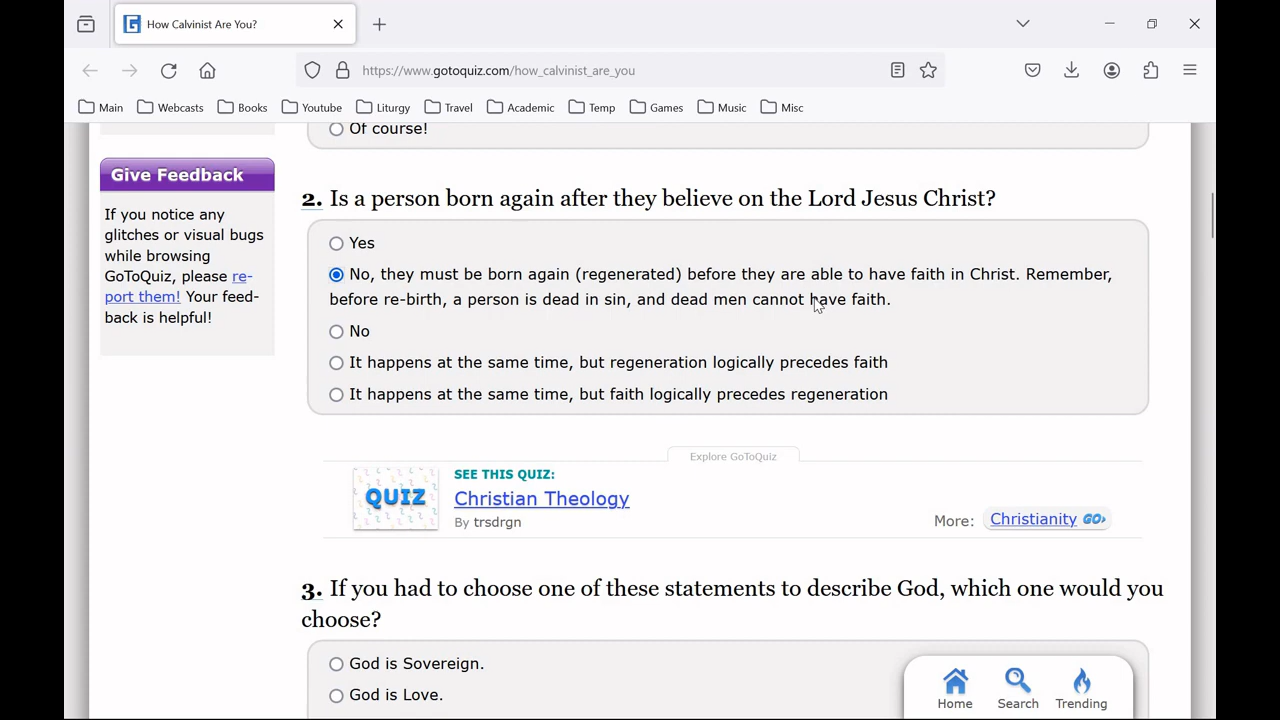 How Calvinist Are You?
https://www.gotoquiz.com/how_calvinist_are_you
Main Webcasts Books Youtube Liturgy Travel Academic Temp Games Music Misc
Of course!
Give Feedback
If you notice any
glitches or visual bugs
while browsing
GoToQuiz, please re-
port them! Your feed-
back is helpful!
2. Is a person born again after they believe on the Lord Jesus Christ?
Yes
No, they must be born again (regenerated) before they are able to have faith in Christ. Remember,
before re-birth, a person is dead in sin, and dead men cannot have faith.
No
It happens at the same time, but regeneration logically precedes faith
It happens at the same time, but faith logically precedes regeneration
Explore GoToQuiz
QUIZ
SEE THIS QUIZ:
Christian Theology
By trsdrgn
More: Christianity GO›
3. If you had to choose one of these statements to describe God, which one would you
choose?
God is Sovereign.
God is Love.
Home Search Trending